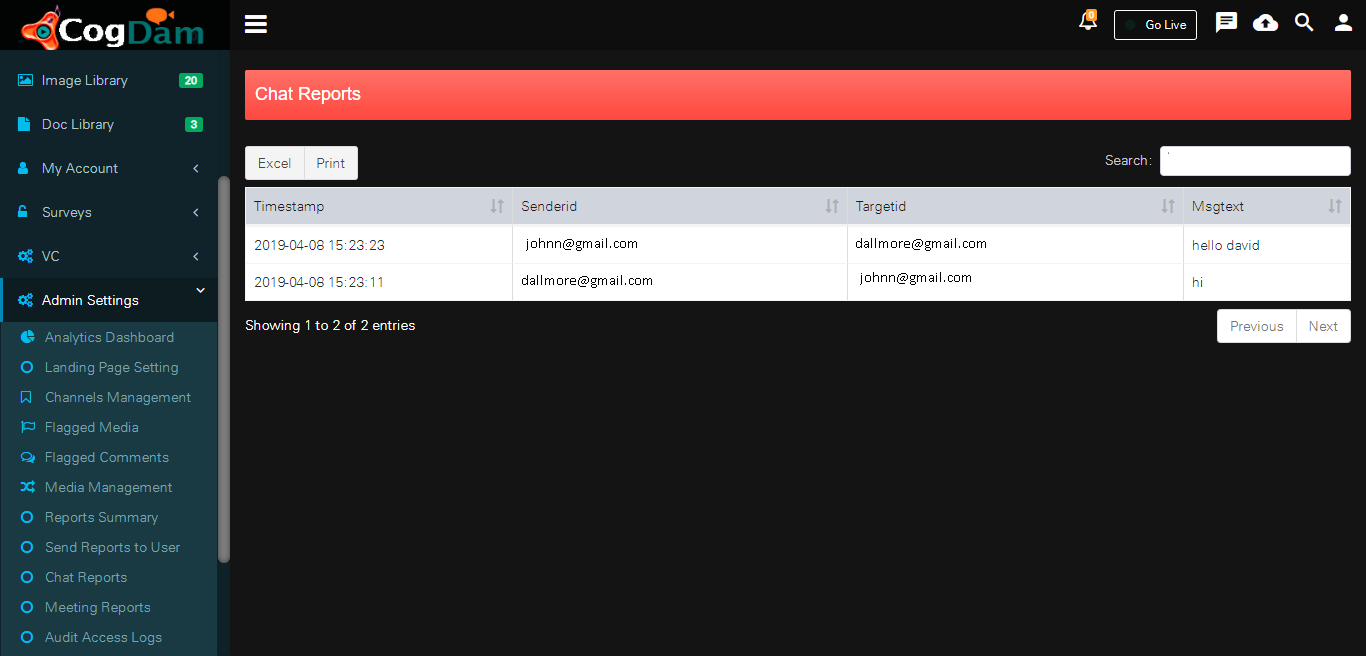 CogDam
0
Go Live
Image Library 20
Doc Library 3
My Account
Surveys
VC
Admin Settings
Analytics Dashboard
Landing Page Setting
Channels Management
Flagged Media
Flagged Comments
Media Management
Reports Summary
Send Reports to User
Chat Reports
Meeting Reports
Audit Access Logs
Chat Reports
Excel Print Search:
Timestamp Senderid Targetid Msgtext
2019-04-08 15:23:23 johnn@gmail.com dallmore@gmail.com hello david
2019-04-08 15:23:11 dallmore@gmail.com johnn@gmail.com hi
Showing 1 to 2 of 2 entries Previous Next